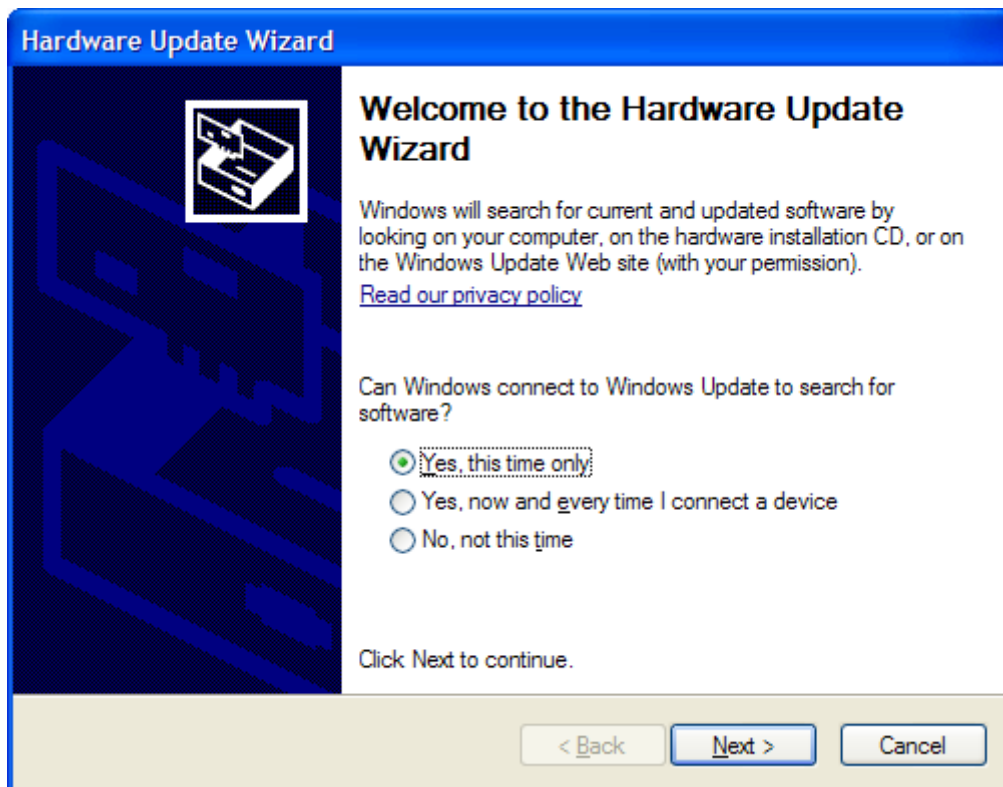 Hardware Update Wizard
Welcome to the Hardware Update
Wizard
Windows will search for current and updated software by
looking on your computer, on the hardware installation CD, or on
the Windows Update Web site (with your permission).
Read our privacy policy
Can Windows connect to Windows Update to search for
software?
Yes, this time only
Yes, now and every time I connect a device
No, not this time
Click Next to continue.
< Back
Next >
Cancel